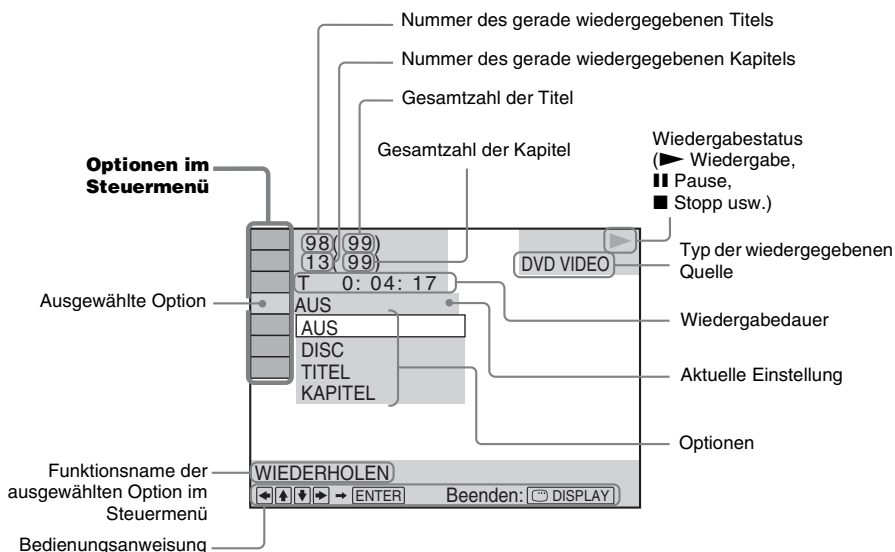 Nummer des gerade wiedergegebenen Titels
Nummer des gerade wiedergegebenen Kapitels
Gesamtzahl der Titel
Gesamtzahl der Kapitel
Wiedergabestatus
(► Wiedergabe,
❚❚ Pause,
■ Stopp usw.)
Optionen im
Steuermenü
98(99)
13(99)
T 0: 04: 17
AUS
AUS
DISC
TITEL
KAPITEL
►
DVD VIDEO
Typ der wiedergegebenen
Quelle
Ausgewählte Option
Wiedergabedauer
Aktuelle Einstellung
Optionen
Funktionsname der
ausgewählten Option im
Steuermenü
WIEDERHOLEN
←↑↓→ → ENTER Beenden: DISPLAY
Bedienungsanweisung